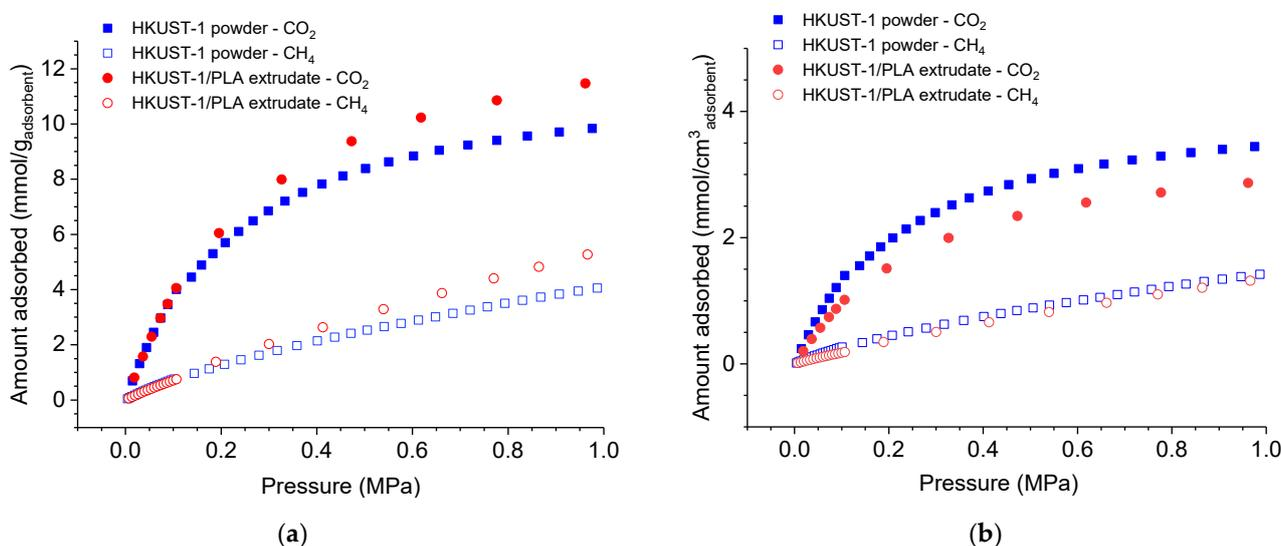 HKUST-1 powder - CO₂
HKUST-1 powder - CH₄
HKUST-1/PLA extrudate - CO₂
HKUST-1/PLA extrudate - CH₄
Amount adsorbed (mmol/g_adsorbent)
12
10
8
6
4
2
0
0.0 0.2 0.4 0.6 0.8 1.0
Pressure (MPa)
(a)
HKUST-1 powder - CO₂
HKUST-1 powder - CH₄
HKUST-1/PLA extrudate - CO₂
HKUST-1/PLA extrudate - CH₄
Amount adsorbed (mmol/cm³_adsorbent)
4
2
0
0.0 0.2 0.4 0.6 0.8 1.0
Pressure (MPa)
(b)